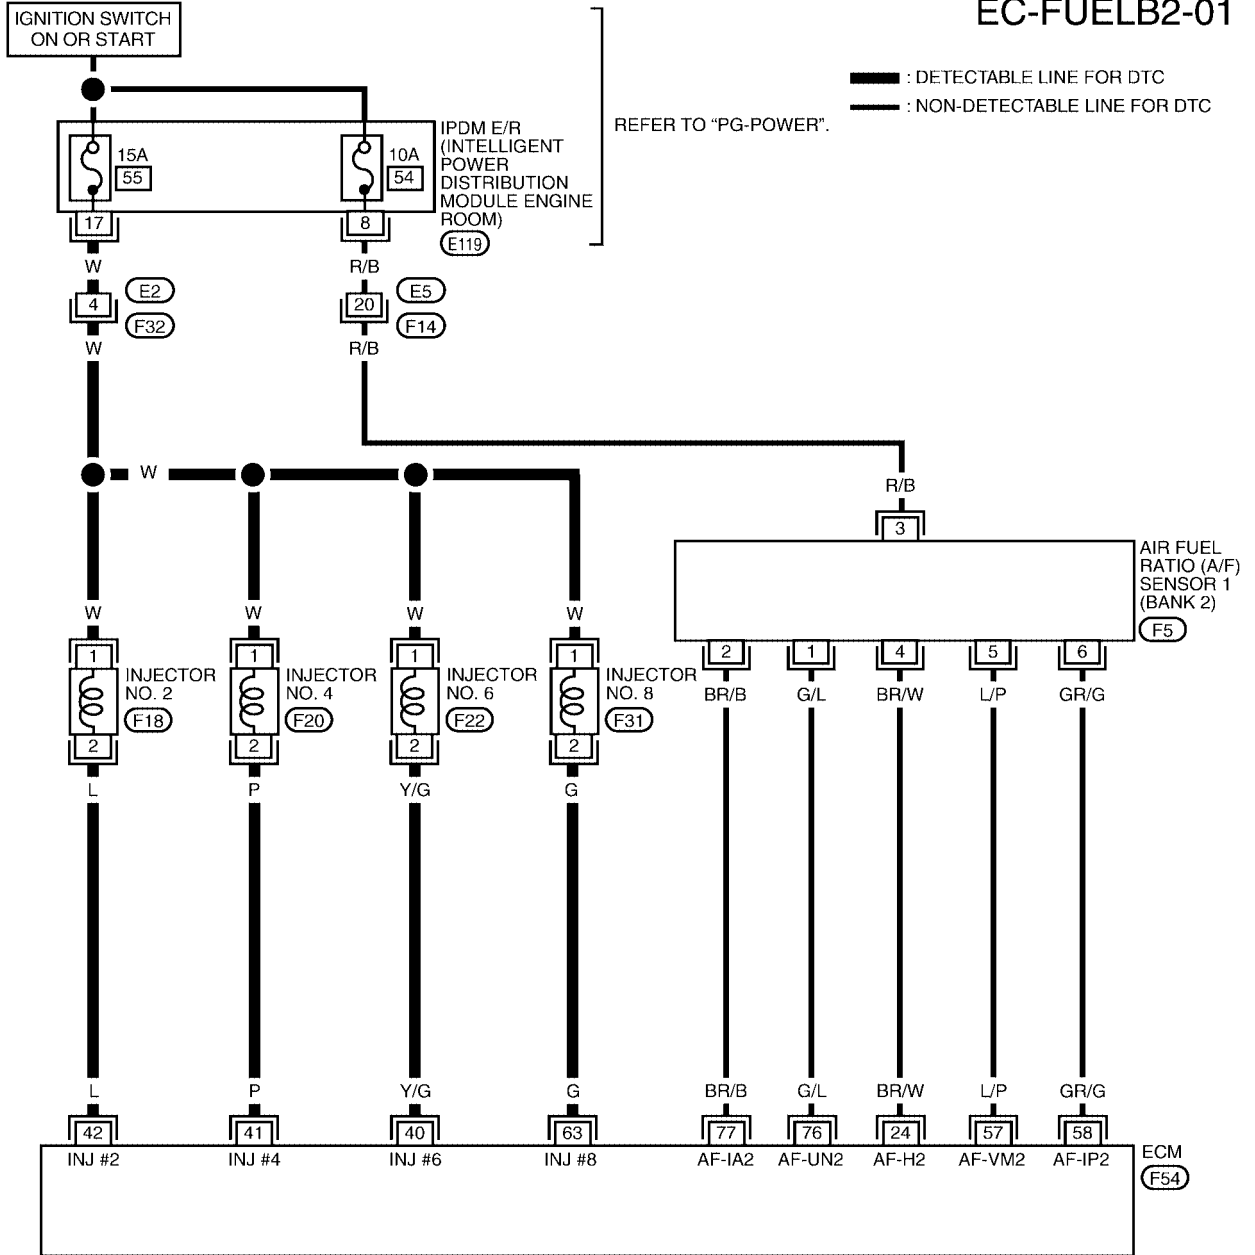 EC-FUELB2-01
IGNITION SWITCH
ON OR START
: DETECTABLE LINE FOR DTC
: NON-DETECTABLE LINE FOR DTC
REFER TO "PG-POWER".
15A
55
10A
54
IPDM E/R
(INTELLIGENT
POWER
DISTRIBUTION
MODULE ENGINE
ROOM)
E119
17
8
W
R/B
4
E2
F32
20
E5
F14
W
R/B
W
R/B
3
AIR FUEL
RATIO (A/F)
SENSOR 1
(BANK 2)
F5
W
W
W
W
1
1
1
1
INJECTOR
NO. 2
F18
INJECTOR
NO. 4
F20
INJECTOR
NO. 6
F22
INJECTOR
NO. 8
F31
2
2
2
2
2
1
4
5
6
BR/B
G/L
BR/W
L/P
GR/G
L
P
Y/G
G
L
P
Y/G
G
BR/B
G/L
BR/W
L/P
GR/G
42
41
40
63
77
76
24
57
58
INJ #2
INJ #4
INJ #6
INJ #8
AF-IA2
AF-UN2
AF-H2
AF-VM2
AF-IP2
ECM
F54